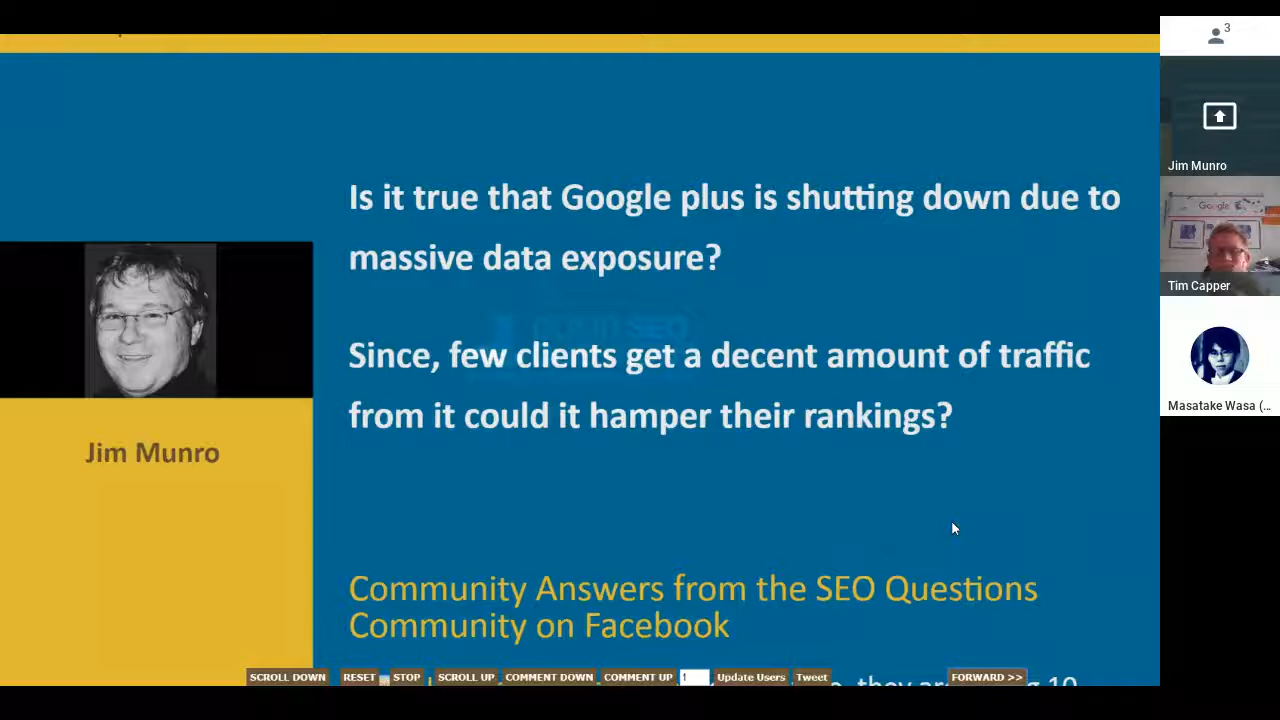 Is it true that Google plus is shutting down due to
massive data exposure?
Since, few clients get a decent amount of traffic
from it could it hamper their rankings?
Jim Munro
Community Answers from the SEO Questions
Community on Facebook
SCROLL DOWN
RESET
STOP
SCROLL UP
COMMENT DOWN
COMMENT UP
1
Update Users
Tweet
FORWARD >>
3
Jim Munro
Google
Tim Capper
Masatake Wasa (...